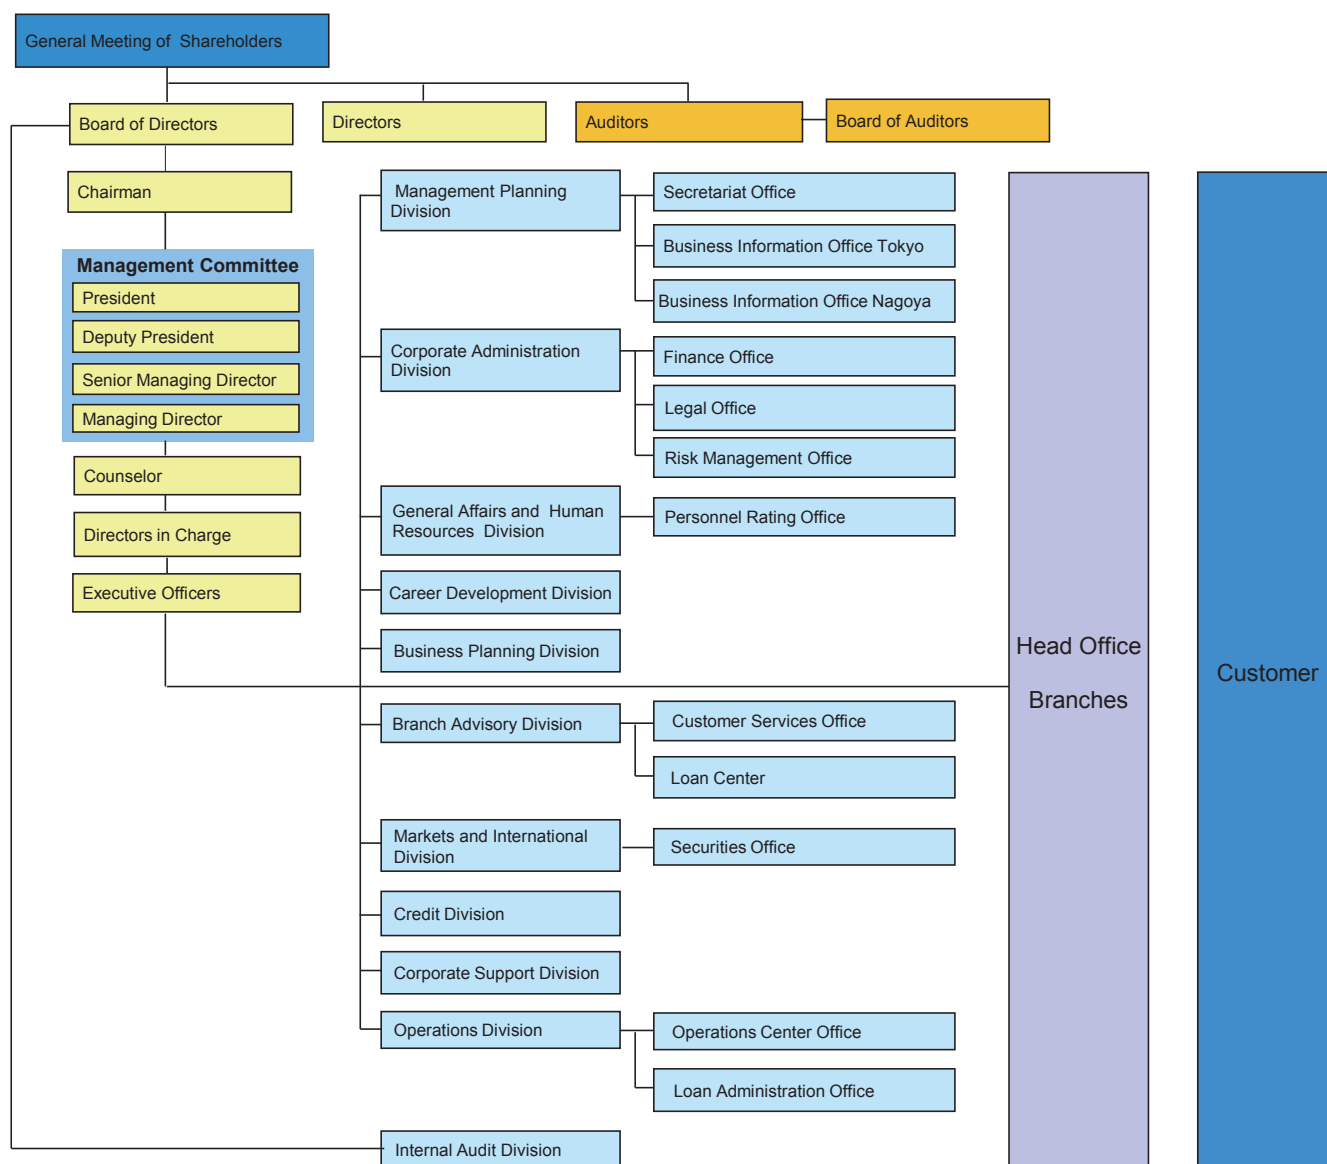 General Meeting of Shareholders
Board of Directors
Directors
Auditors
Board of Auditors
Chairman
Management Committee
President
Deputy President
Senior Managing Director
Managing Director
Counselor
Directors in Charge
Executive Officers
Management Planning
Division
Secretariat Office
Business Information Office Tokyo
Business Information Office Nagoya
Corporate Administration
Division
Finance Office
Legal Office
Risk Management Office
General Affairs and Human
Resources Division
Personnel Rating Office
Career Development Division
Business Planning Division
Branch Advisory Division
Customer Services Office
Loan Center
Markets and International
Division
Securities Office
Credit Division
Corporate Support Division
Operations Division
Operations Center Office
Loan Administration Office
Internal Audit Division
Head Office
Branches
Customer